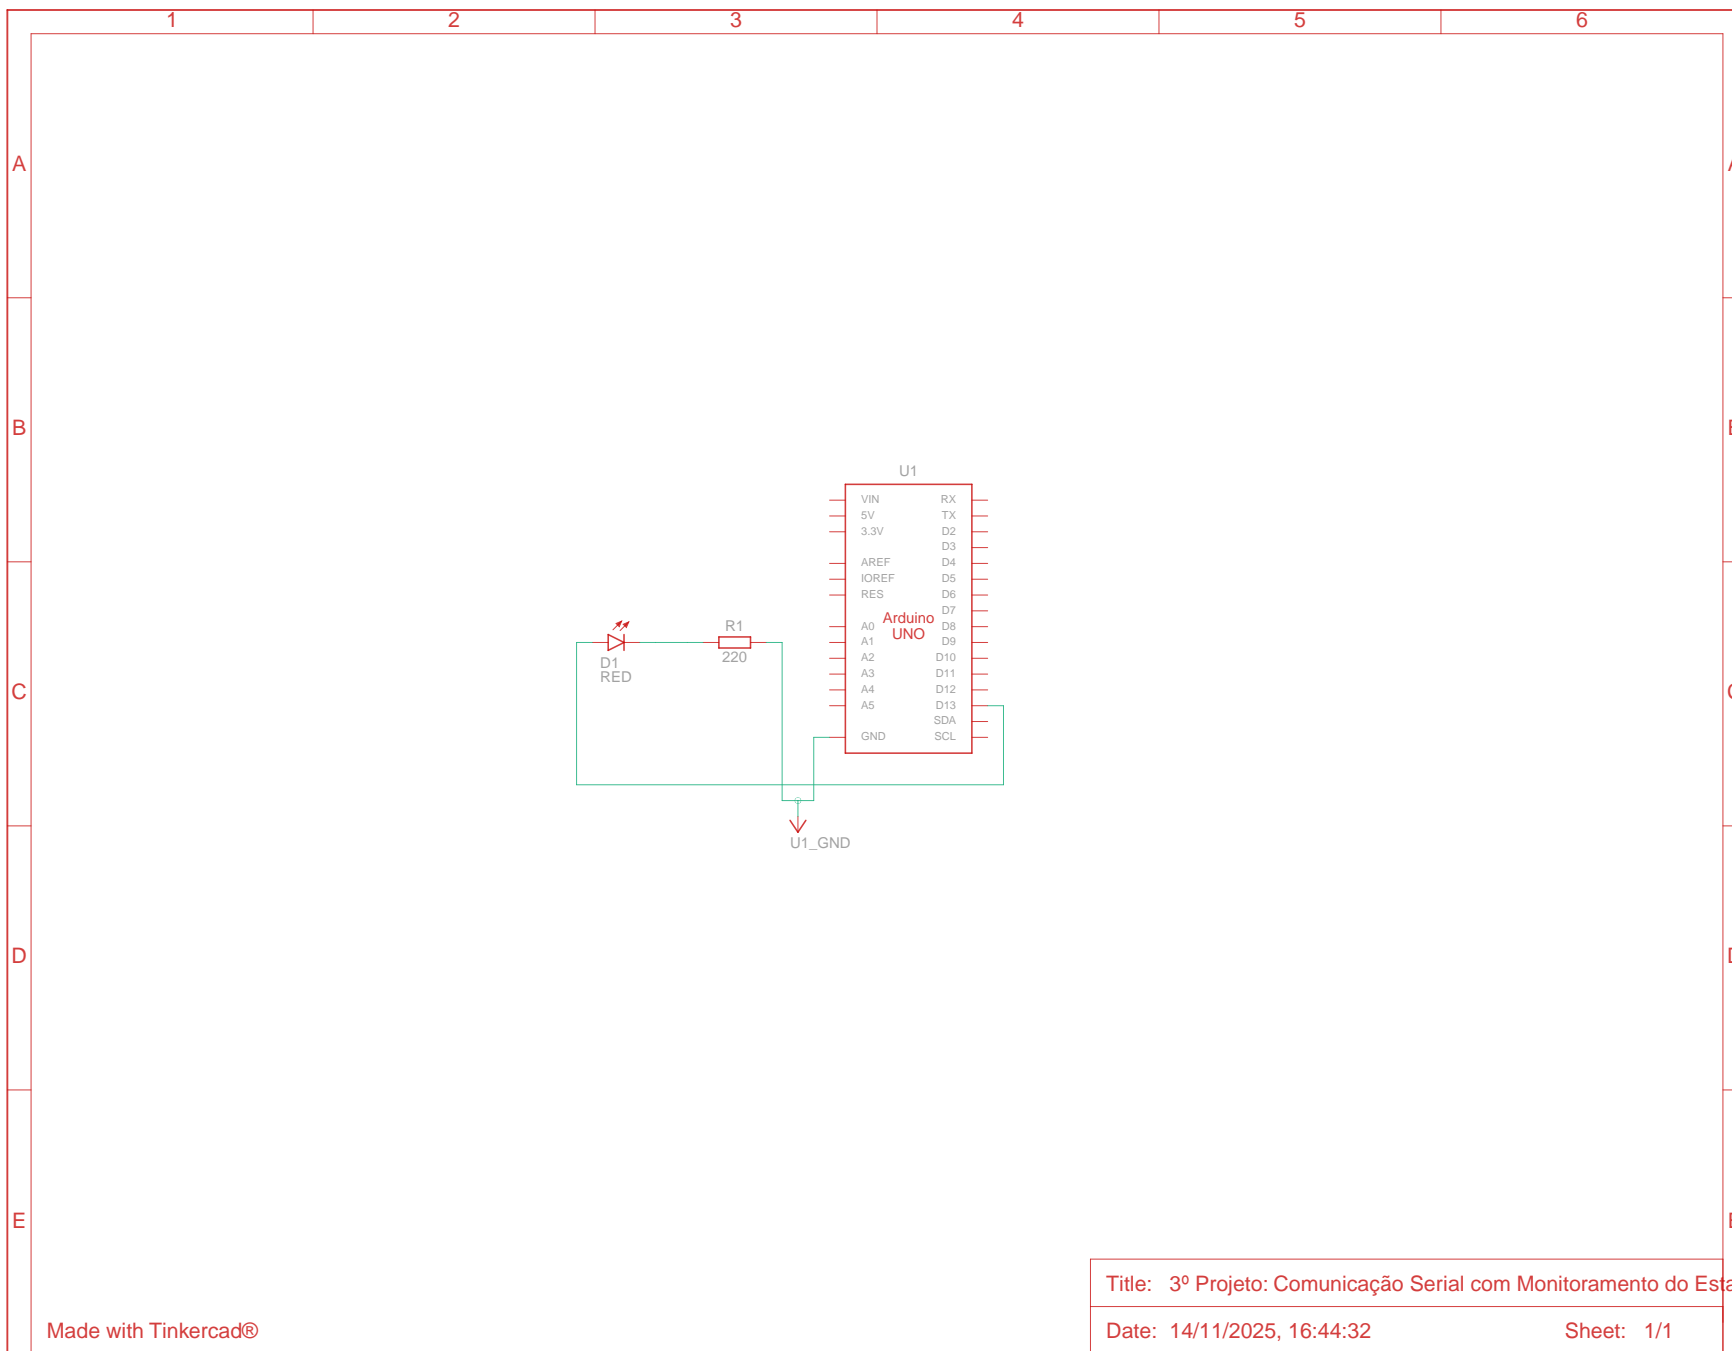 1 2 3 4 5 6
A
B
C
D
E
U1
VIN RX
5V TX
3.3V D2
D3
AREF D4
IOREF D5
RES D6
D7
A0 D8
Arduino
UNO
A1 D9
A2 D10
A3 D11
A4 D12
A5 D13
SDA
GND SCL
R1
220
D1
RED
U1_GND
Title: 3º Projeto: Comunicação Serial com Monitoramento do Esta
Date: 14/11/2025, 16:44:32 Sheet: 1/1
Made with Tinkercad®